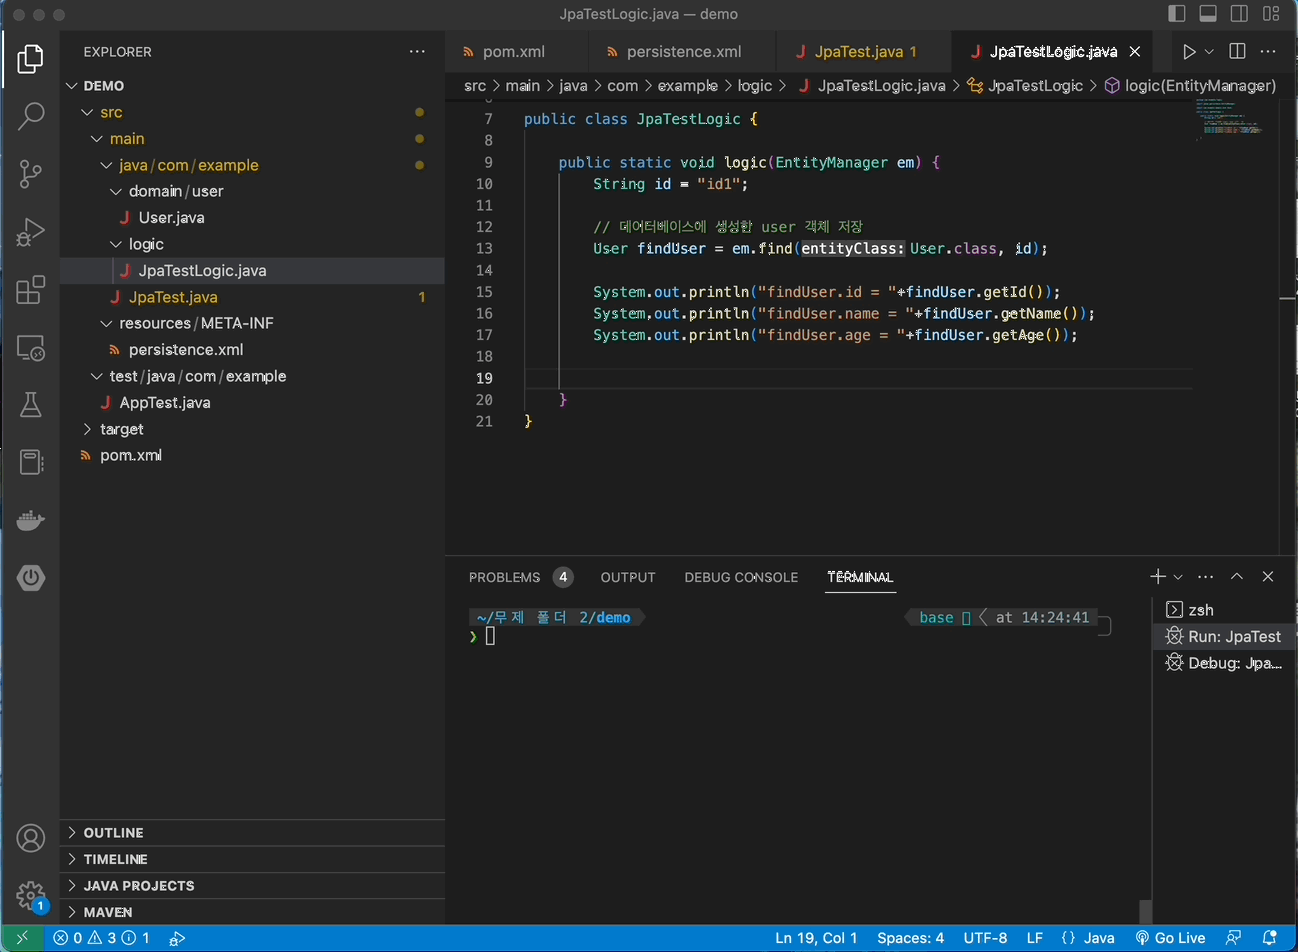 JpaTestLogic.java — demo
EXPLORER
DEMO
src
main
java/com/example
domain/user
User.java
logic
JpaTestLogic.java
JpaTest.java 1
resources/META-INF
persistence.xml
test/java/com/example
AppTest.java
target
pom.xml
OUTLINE
TIMELINE
JAVA PROJECTS
MAVEN
1
pom.xml persistence.xml JpaTest.java 1 JpaTestLogic.java
src > main > java > com > example > logic > JpaTestLogic.java > JpaTestLogic > logic(EntityManager)
7 public class JpaTestLogic {
8
9 public static void logic(EntityManager em) {
10 String id = "id1";
11
12 // 데이터베이스에 생성한 user 객체 저장
13 User findUser = em.find(entityClass:User.class, id);
14
15 System.out.println("findUser.id = "+findUser.getId());
16 System.out.println("findUser.name = "+findUser.getName());
17 System.out.println("findUser.age = "+findUser.getAge());
18
19
20 }
21 }
PROBLEMS 4 OUTPUT DEBUG CONSOLE TERMINAL
~/무제 폴더 2/demo base at 14:24:41
❯
zsh
Run: JpaTest
Debug: Jpa...
0 3 1 Ln 19, Col 1 Spaces: 4 UTF-8 LF {} Java Go Live